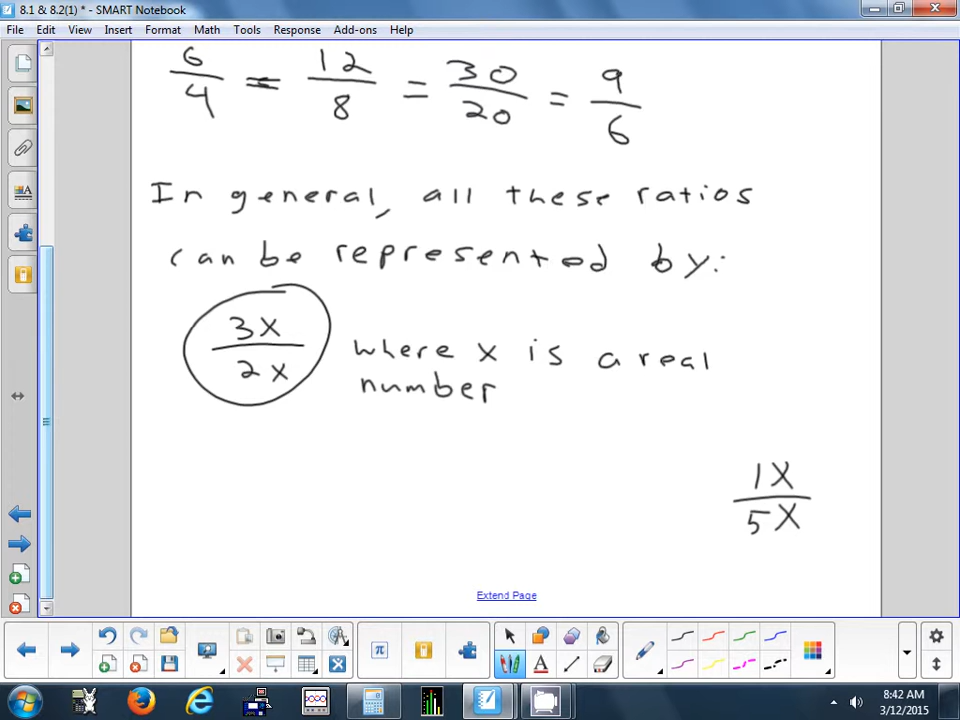 8.1 & 8.2(1) * - SMART Notebook
File Edit View Insert Format Math Tools Response Add-ons Help
6/4 = 12/8 = 30/20 = 9/6
In general, all these ratios
can be represented by:
3x/2x where x is a real
number
1x/5x
Extend Page
8:42 AM
3/12/2015